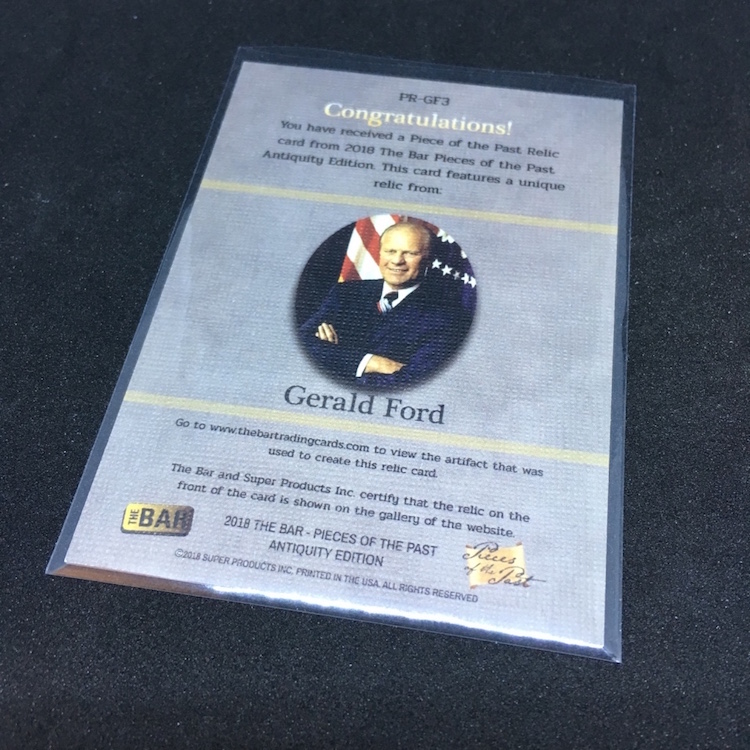 PR-GF3
Congratulations!
You have received a Piece of the Past Relic
card from 2018 The Bar Pieces of the Past
Antiquity Edition. This card features a unique
relic from:
Gerald Ford
Go to www.thebartradingcards.com to view the artifact that was
used to create this relic card.
The Bar and Super Products Inc. certify that the relic on the
front of the card is shown on the gallery of the website.
THE BAR
2018 THE BAR - PIECES OF THE PAST
ANTIQUITY EDITION
Pieces
of the Past
©2018 SUPER PRODUCTS INC. PRINTED IN THE USA. ALL RIGHTS RESERVED